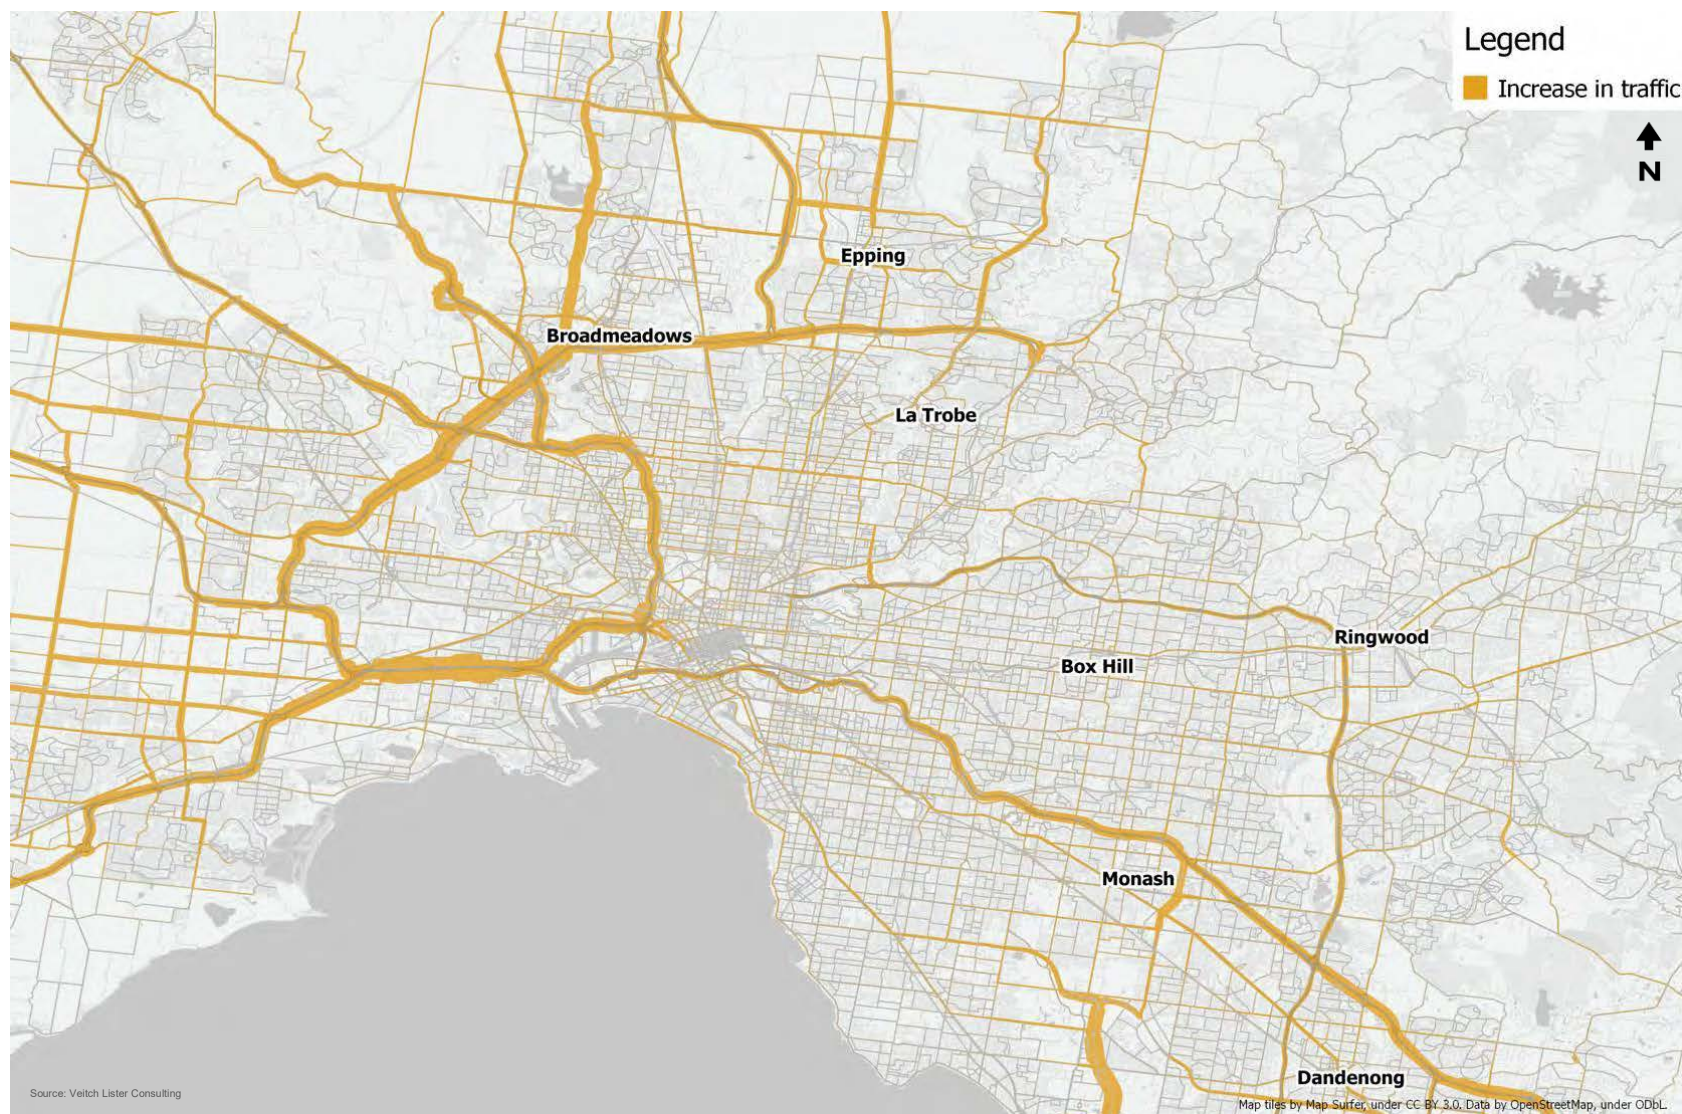 Legend
Increase in traffic
N
Epping
Broadmeadows
La Trobe
Ringwood
Box Hill
Monash
Dandenong
Source: Veitch Lister Consulting
Map tiles by Map Surfer, under CC BY 3.0. Data by OpenStreetMap, under ODbL.